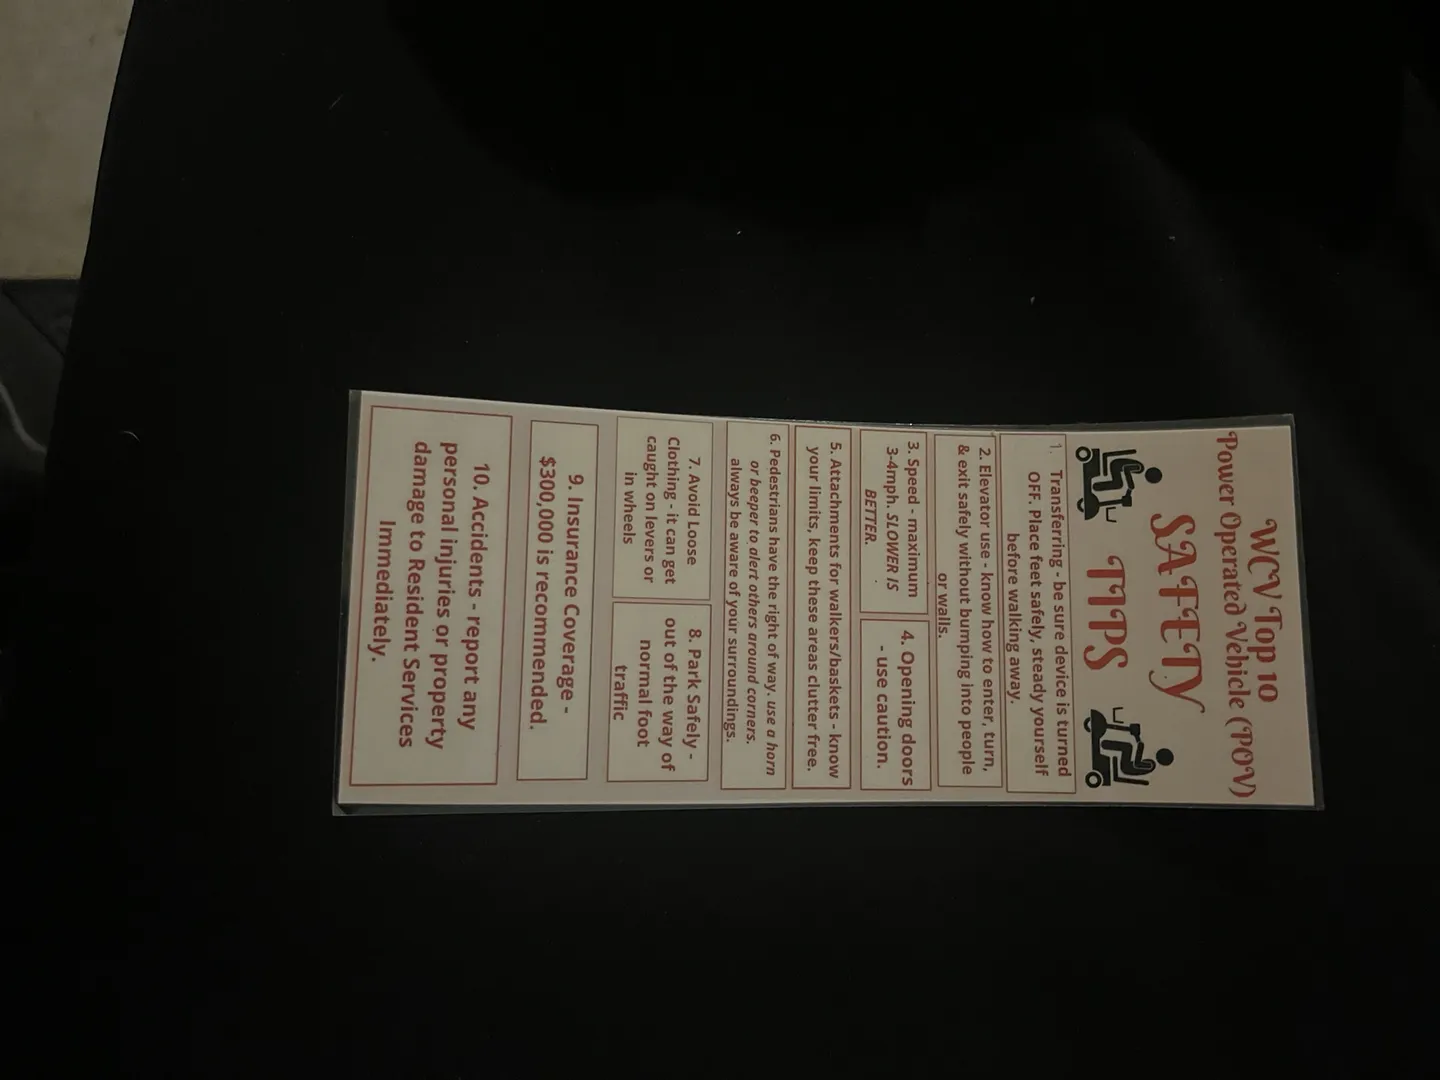 WCV Top 10
Power Operated Vehicle (POV)
SAFETY
TIPS
1. Transferring - be sure device is turned
OFF. Place feet safely, steady yourself
before walking away.
2. Elevator use - know how to enter, turn,
& exit safely without bumping into people
or walls.
3. Speed - maximum
3-4mph. SLOWER IS
BETTER.
4. Opening doors
- use caution.
5. Attachments for walkers/baskets - know
your limits, keep these areas clutter free.
6. Pedestrians have the right of way. use a horn
or beeper to alert others around corners.
always be aware of your surroundings.
7. Avoid Loose
Clothing - it can get
caught on levers or
in wheels
8. Park Safely -
out of the way of
normal foot
traffic
9. Insurance Coverage -
$300,000 is recommended.
10. Accidents - report any
personal injuries or property
damage to Resident Services
Immediately.